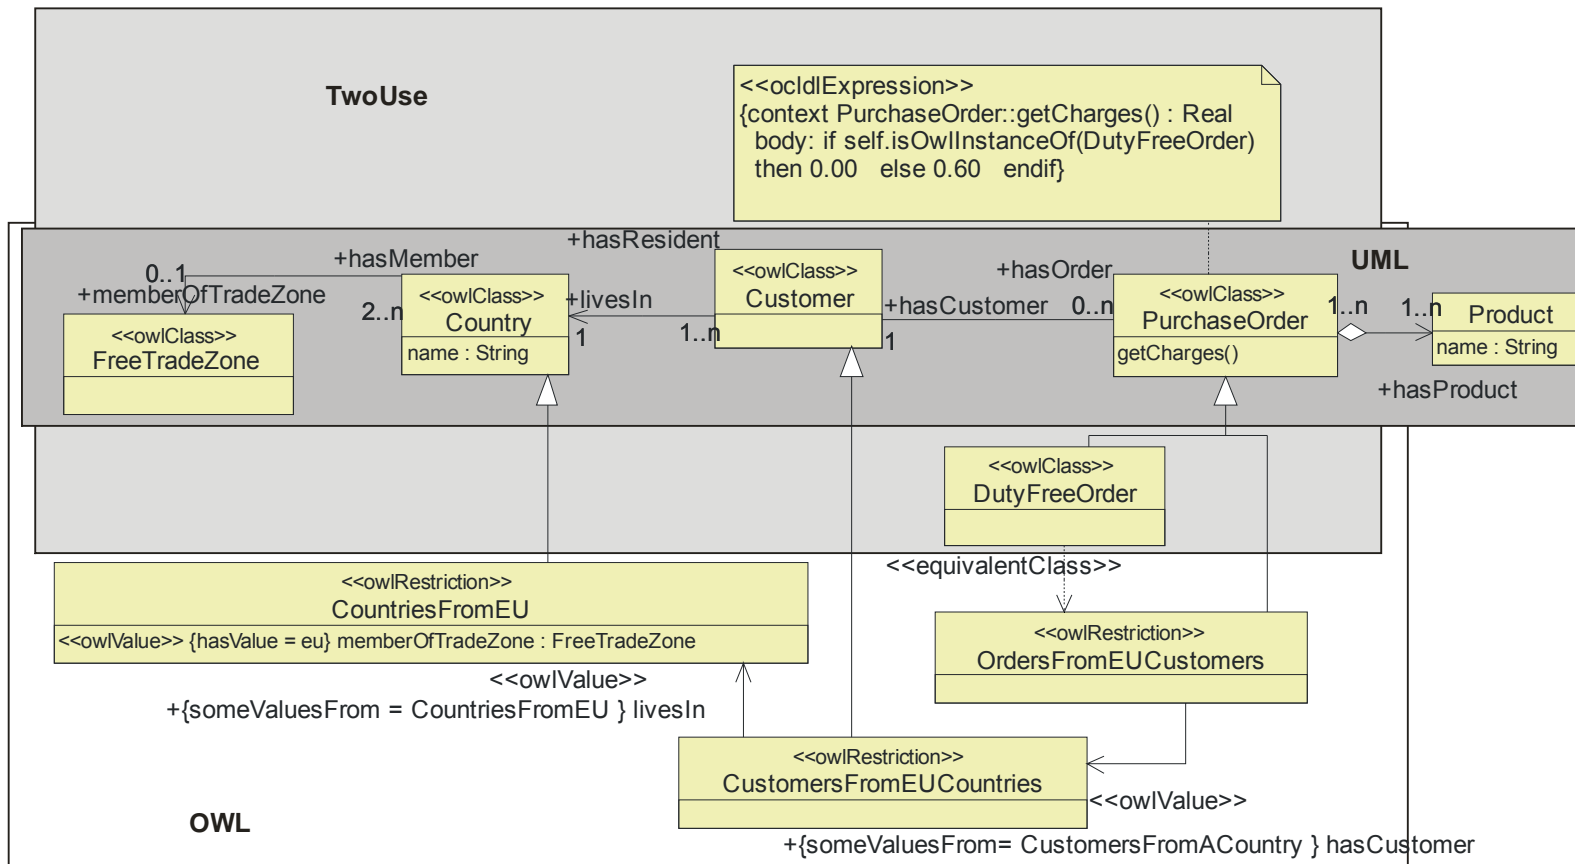 TwoUse
<<ocldlExpression>>
{context PurchaseOrder::getCharges() : Real
body: if self.isOwlInstanceOf(DutyFreeOrder)
then 0.00 else 0.60 endif}
UML
+hasMember
0..1
+memberOfTradeZone
<<owlClass>>
FreeTradeZone
2..n
<<owlClass>>
Country
name : String
+hasResident
+livesIn
1
1..n
<<owlClass>>
Customer
+hasOrder
+hasCustomer
1
0..n
<<owlClass>>
PurchaseOrder
getCharges()
1..n
1..n
Product
name : String
+hasProduct
<<owlClass>>
DutyFreeOrder
<<equivalentClass>>
<<owlRestriction>>
CountriesFromEU
<<owlValue>> {hasValue = eu} memberOfTradeZone : FreeTradeZone
<<owlRestriction>>
OrdersFromEUCustomers
<<owlValue>>
+{someValuesFrom = CountriesFromEU } livesIn
<<owlRestriction>>
CustomersFromEUCountries
<<owlValue>>
+{someValuesFrom= CustomersFromACountry } hasCustomer
OWL